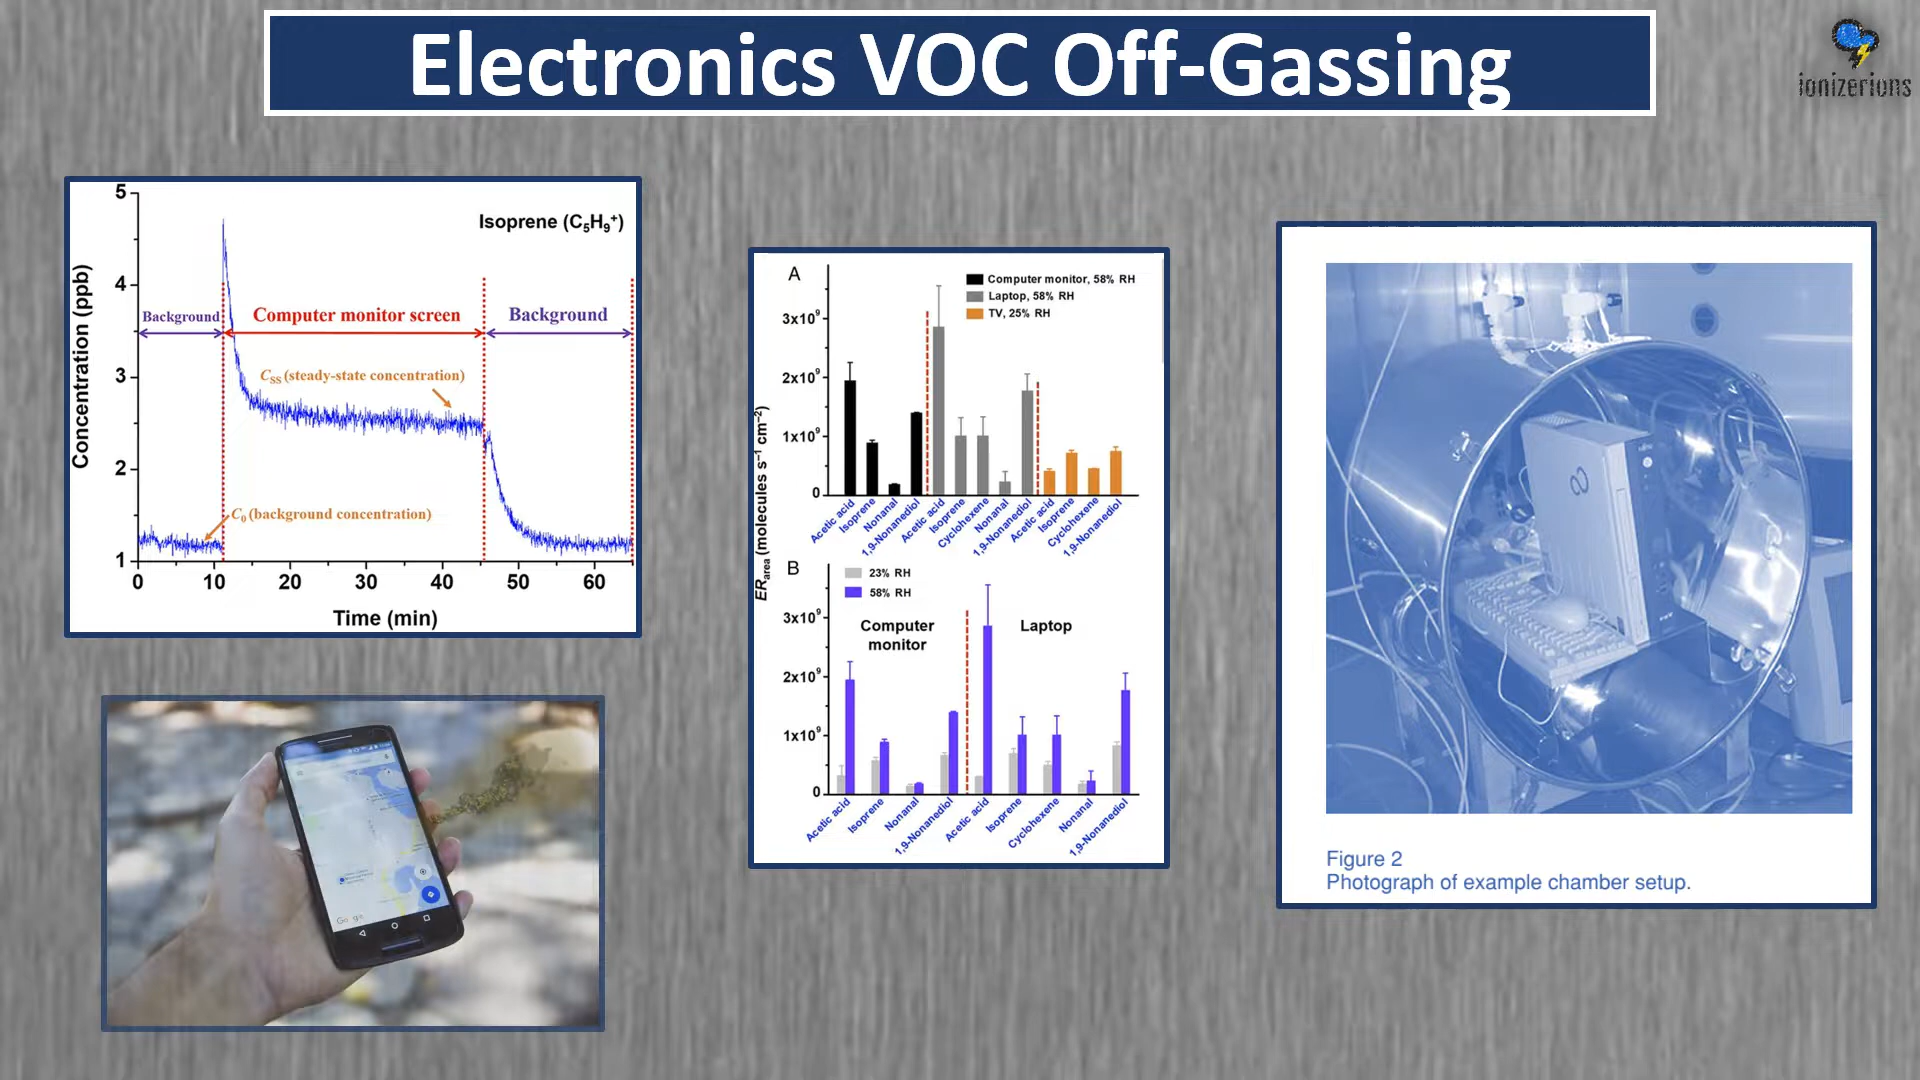 Electronics VOC Off-Gassing
ionizerions
5
4
3
2
1
Concentration (ppb)
Isoprene (C₅H₉⁺)
Background
Computer monitor screen
Background
C_SS (steady-state concentration)
C₀ (background concentration)
0 10 20 30 40 50 60
Time (min)
A
Computer monitor, 58% RH
Laptop, 58% RH
TV, 25% RH
3x10⁹
2x10⁹
1x10⁹
0
Acetic acid
Isoprene
Nonanal
1,9-Nonanediol
Acetic acid
Isoprene
Cyclohexene
Nonanal
1,9-Nonanediol
Acetic acid
Isoprene
Cyclohexene
1,9-Nonanediol
ER_area (molecules s⁻¹ cm⁻²)
B
23% RH
58% RH
Computer
monitor
Laptop
3x10⁹
2x10⁹
1x10⁹
0
Acetic acid
Isoprene
Nonanal
1,9-Nonanediol
Acetic acid
Isoprene
Cyclohexene
Nonanal
1,9-Nonanediol
Google
Figure 2
Photograph of example chamber setup.